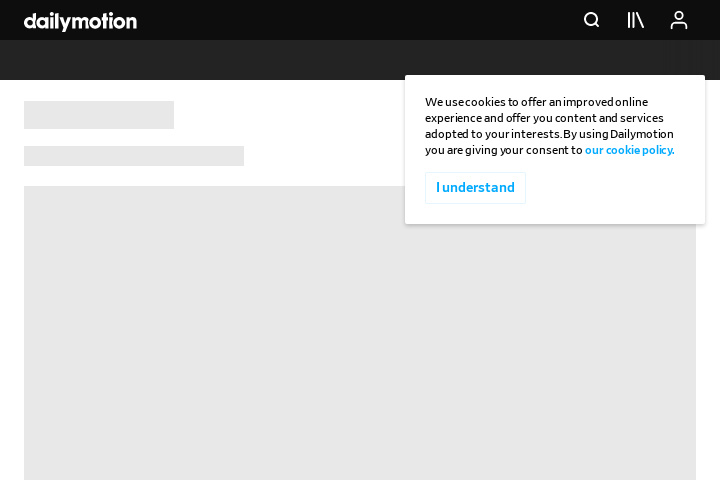 dailymotion
We use cookies to offer an improved online
experience and offer you content and services
adopted to your interests. By using Dailymotion
you are giving your consent to our cookie policy.
I understand